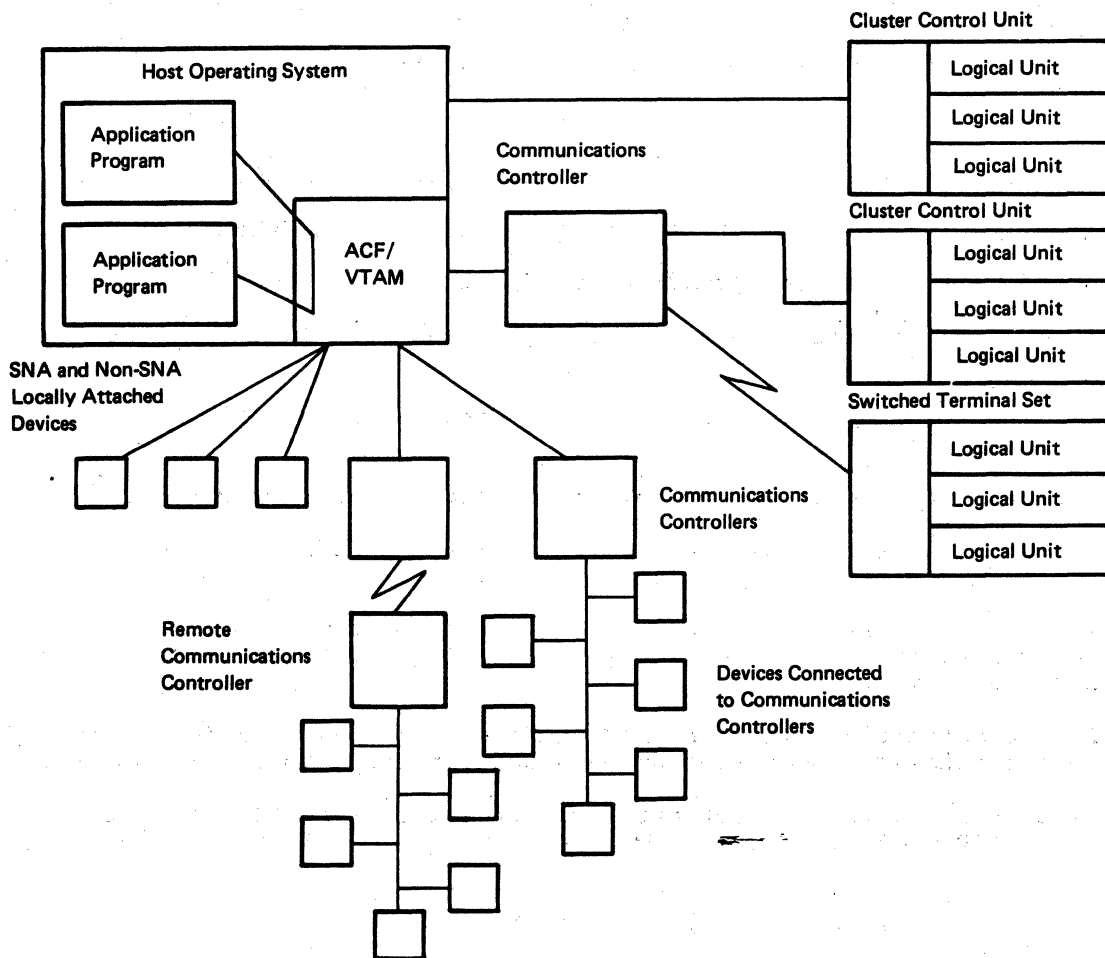 Cluster Control Unit
Host Operating System
Logical Unit
Logical Unit
Logical Unit
Application
Program
Communications
Controller
Cluster Control Unit
Application
Program
ACF/
VTAM
Logical Unit
Logical Unit
Logical Unit
SNA and Non-SNA
Locally Attached
Devices
Switched Terminal Set
Logical Unit
Logical Unit
Logical Unit
Communications
Controllers
Remote
Communications
Controller
Devices Connected
to Communications
Controllers